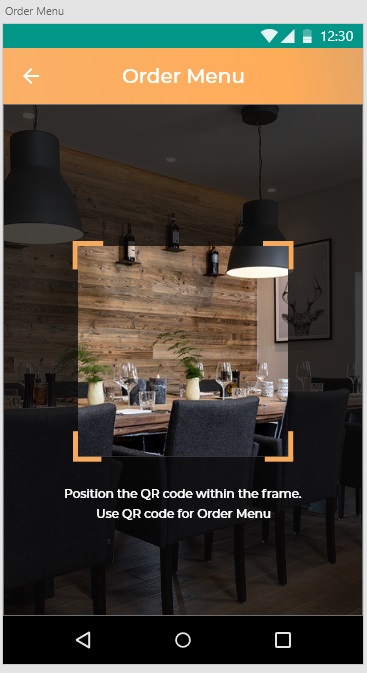 Order Menu
12:30
Order Menu
Position the QR code within the frame.
Use QR code for Order Menu